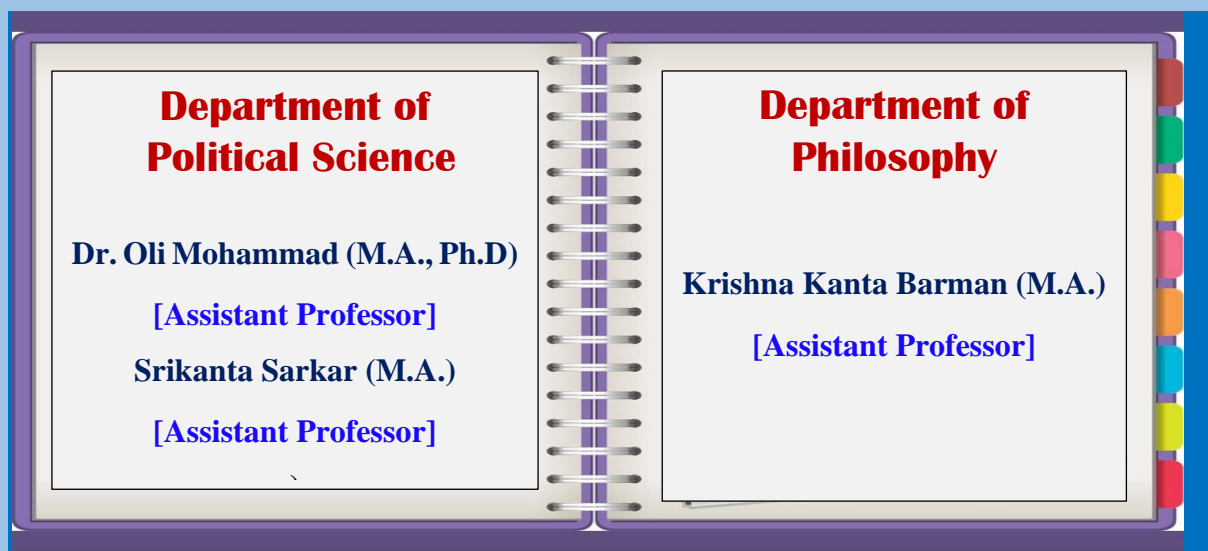 Department of
Political Science
Dr. Oli Mohammad (M.A., Ph.D)
[Assistant Professor]
Srikanta Sarkar (M.A.)
[Assistant Professor]
、
Department of
Philosophy
Krishna Kanta Barman (M.A.)
[Assistant Professor]